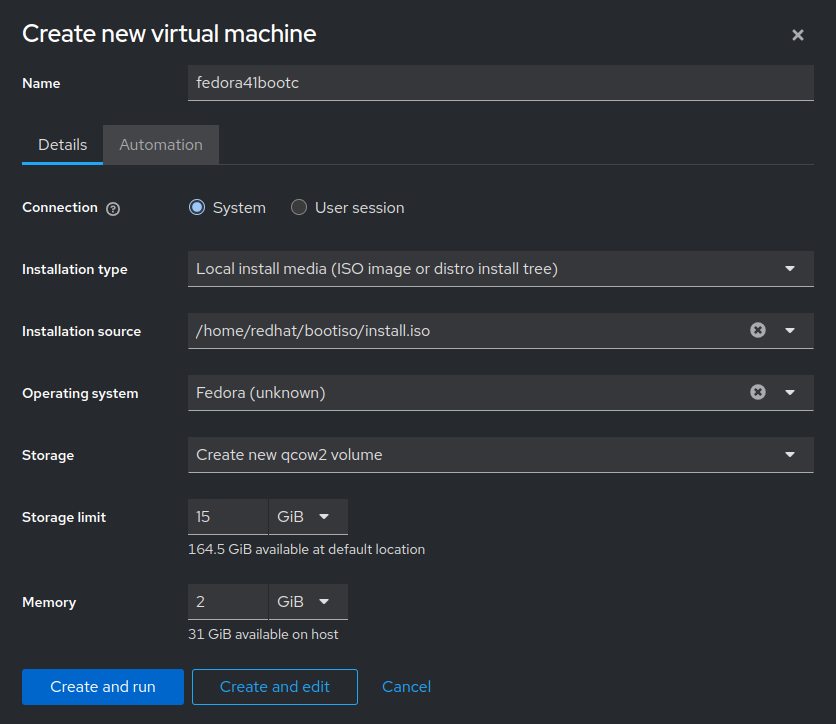 Create new virtual machine
Name fedora41bootc
Details Automation
Connection System User session
Installation type Local install media (ISO image or distro install tree)
Installation source /home/redhat/bootiso/install.iso
Operating system Fedora (unknown)
Storage Create new qcow2 volume
Storage limit 15 GiB
164.5 GiB available at default location
Memory 2 GiB
31 GiB available on host
Create and run Create and edit Cancel